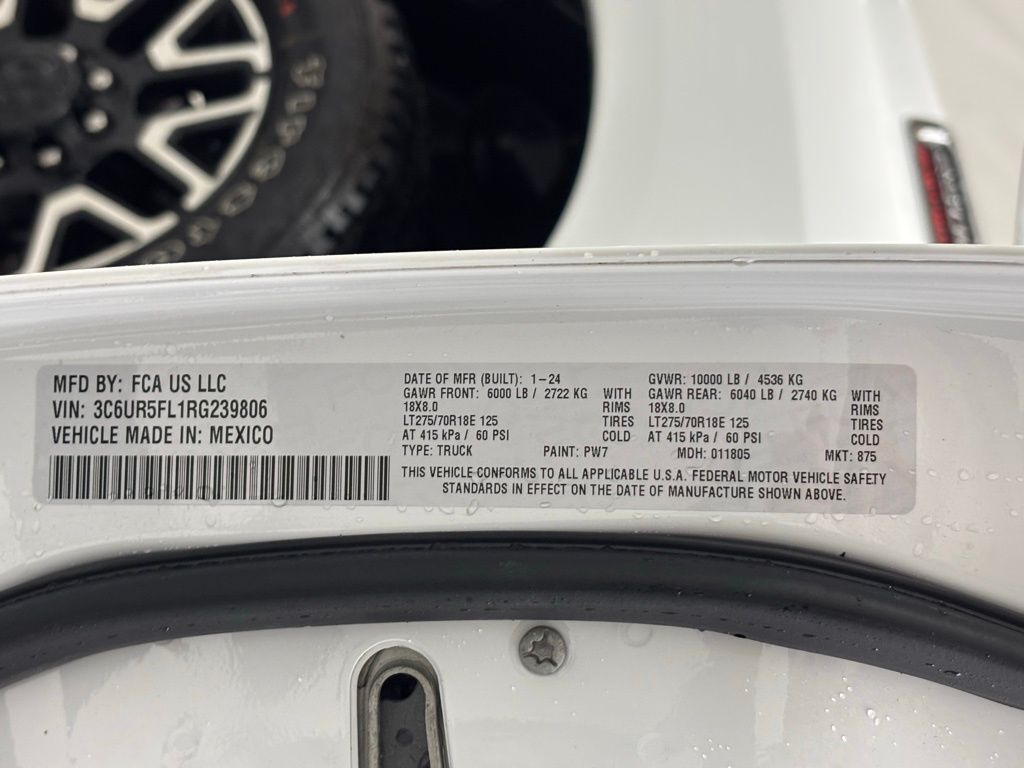 MFD BY: FCA US LLC
VIN: 3C6UR5FL1RG239806
VEHICLE MADE IN: MEXICO
DATE OF MFR (BUILT): 1-24
GAWR FRONT: 6000 LB / 2722 KG WITH
18X8.0 RIMS
LT275/70R18E 125 TIRES
AT 415 kPa / 60 PSI COLD
TYPE: TRUCK PAINT: PW7
GVWR: 10000 LB / 4536 KG
GAWR REAR: 6040 LB / 2740 KG WITH
18X8.0 RIMS
LT275/70R18E 125 TIRES
AT 415 kPa / 60 PSI COLD
MDH: 011805 MKT: 875
THIS VEHICLE CONFORMS TO ALL APPLICABLE U.S.A. FEDERAL MOTOR VEHICLE SAFETY
STANDARDS IN EFFECT ON THE DATE OF MANUFACTURE SHOWN ABOVE.